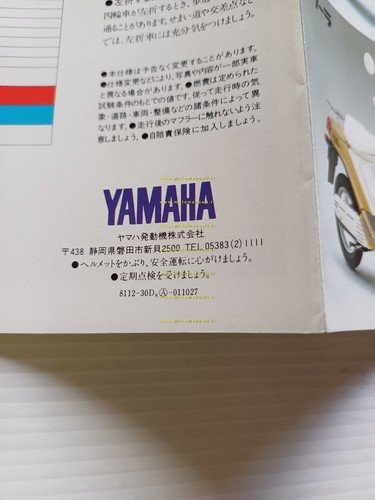 ●左折す
四輪車が左折するとき、歩
通ることがあります。せまい道や交差点など
では、左折車には充分気をつけましょう。
●本仕様は予告なく変更することがあります。
●仕様変更などにより、写真や内容が一部実車
と異なる場合があります。●燃費は定められた
試験条件のもとでの値です。従って走行時の気
象・道路・車両・整備などの諸条件によって異
なります。●走行後のマフラーに触れないよう注
意しましょう。●自賠責保険に加入しましょう。
YAMAHA
ヤマハ発動機株式会社
〒438 静岡県磐田市新貝2500 TEL 05383(2)1111
●ヘルメットをかぶり、安全運転に心がけましょう。
●定期点検を受けましょう。
8112-30D,Ⓐ-011027